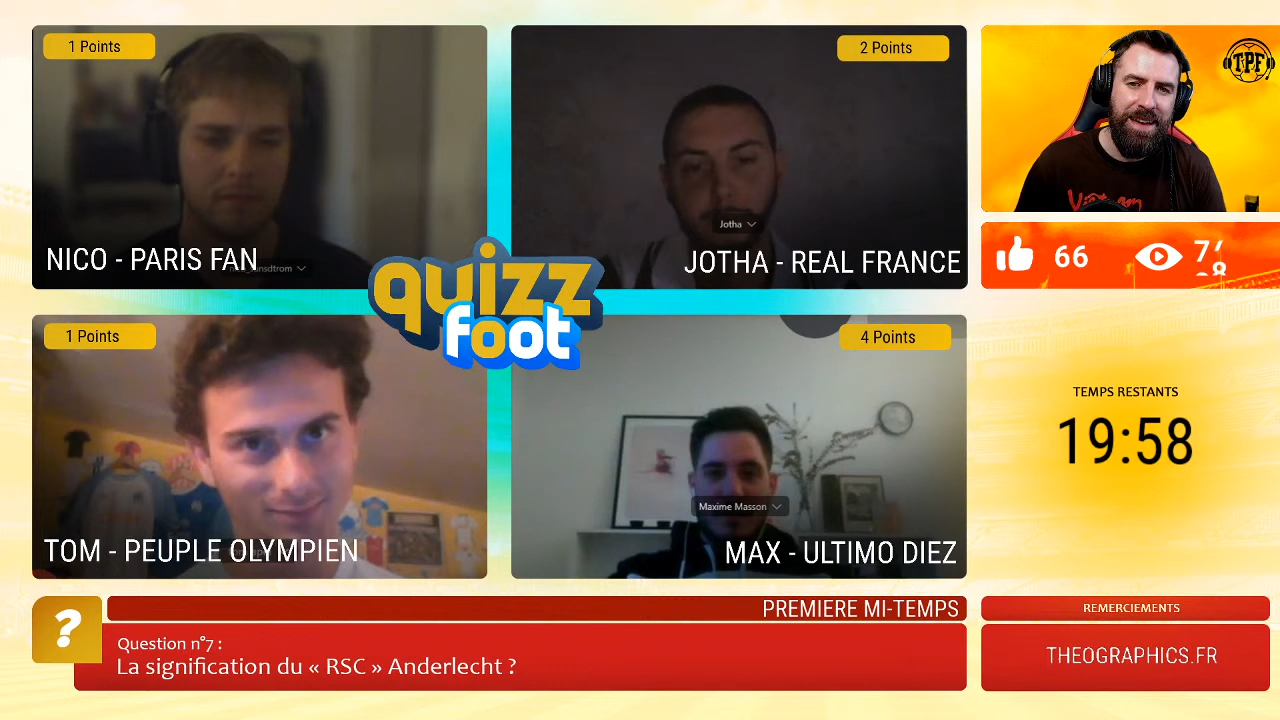 1 Points
2 Points
TPF
NICO - PARIS FAN
Jotha
JOTHA - REAL FRANCE
66
quizz
foot
1 Points
4 Points
TEMPS RESTANTS
19:58
Maxime Masson
TOM - PEUPLE OLYMPIEN
MAX - ULTIMO DIEZ
?
PREMIERE MI-TEMPS
REMERCIEMENTS
Question n°7 :
La signification du « RSC » Anderlecht ?
THEOGRAPHICS.FR